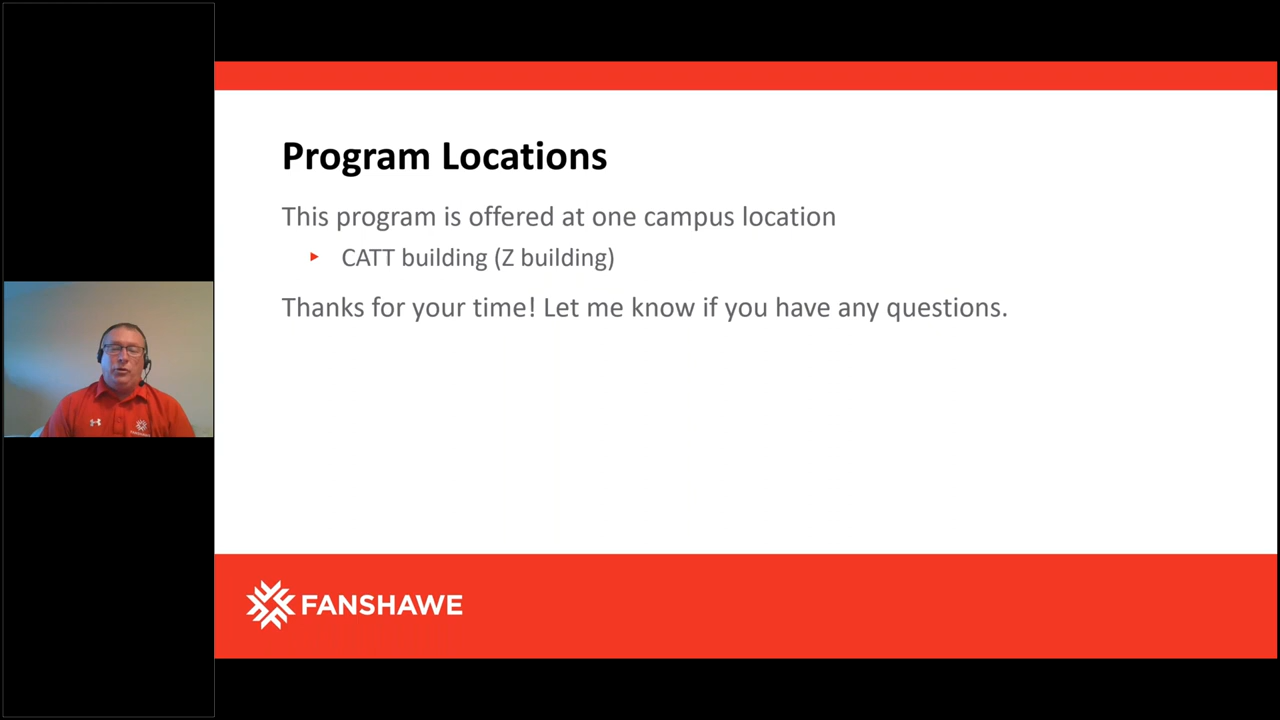 Program Locations
This program is offered at one campus location
CATT building (Z building)
Thanks for your time! Let me know if you have any questions.
FANSHAWE